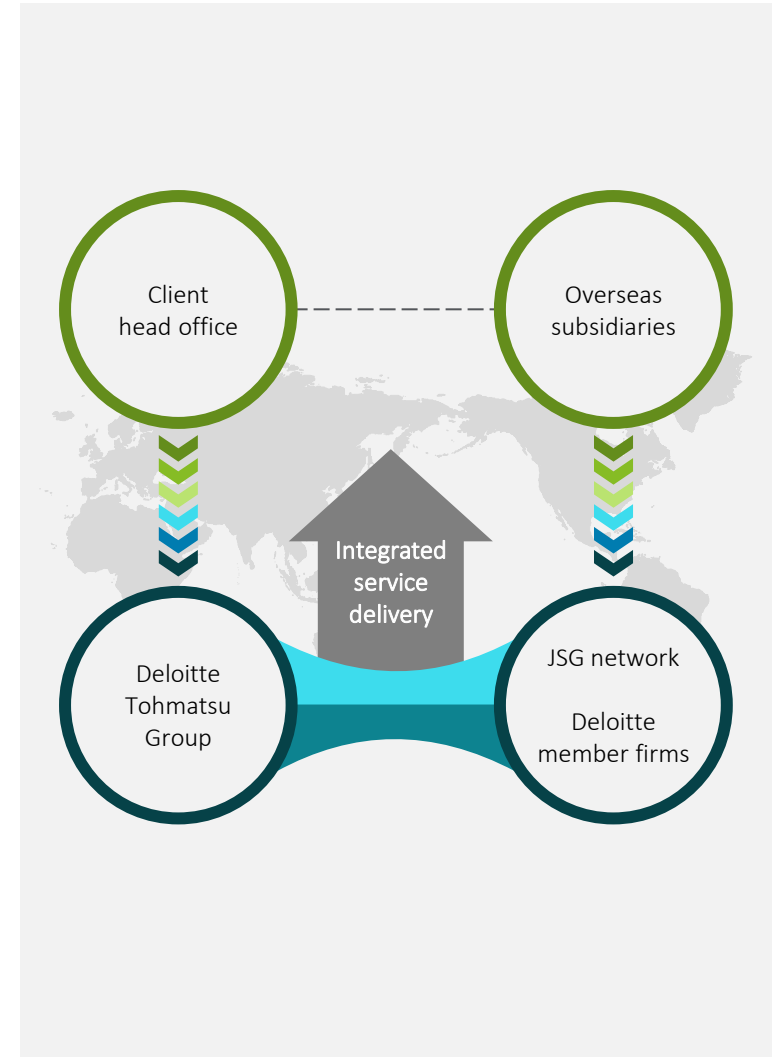 Client
head office
Overseas
subsidiaries
Integrated
service
delivery
Deloitte
Tohmatsu
Group
JSG network
Deloitte
member firms